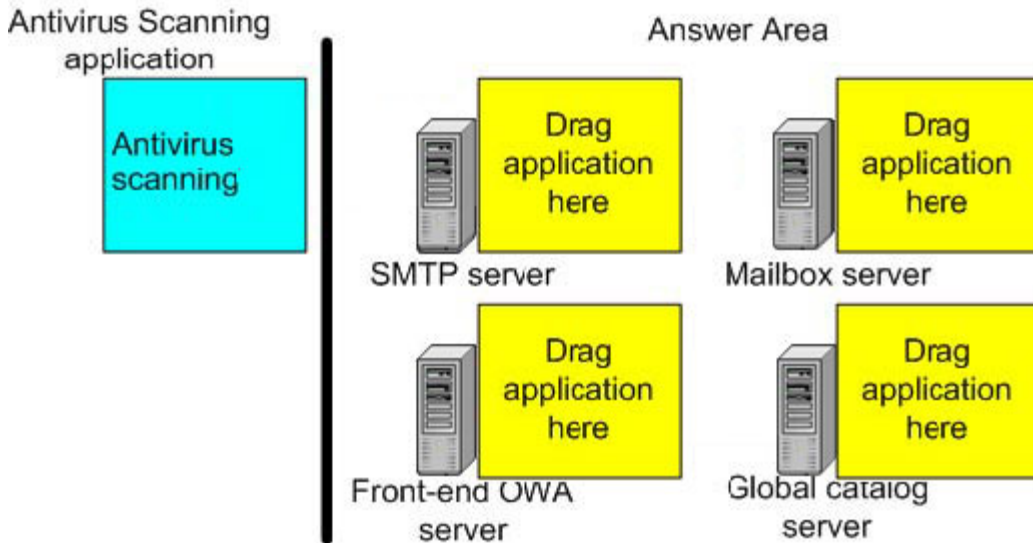 Antivirus Scanning
application
Answer Area
Antivirus
scanning
Drag
application
here
Drag
application
here
SMTP server
Mailbox server
Drag
application
here
Drag
application
here
Front-end OWA
server
Global catalog
server